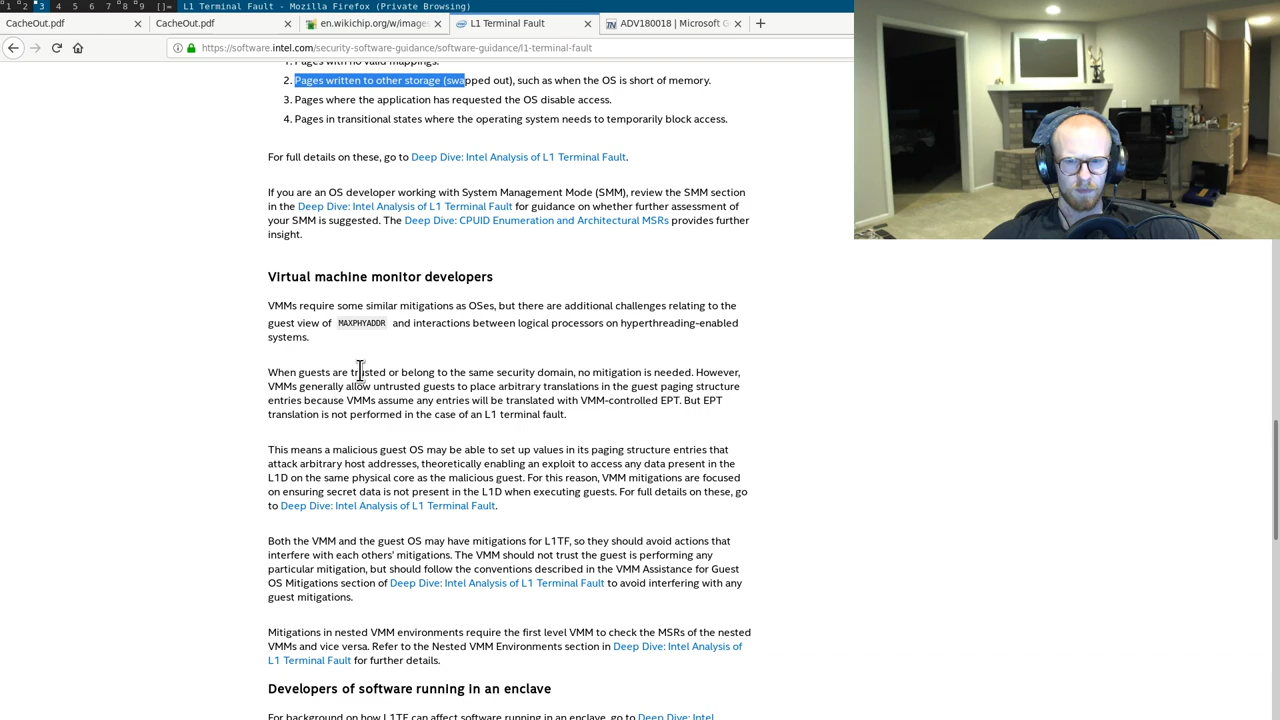 1 2 3 4 5 6 7 8 9 []= L1 Terminal Fault - Mozilla Firefox (Private Browsing)
CacheOut.pdf
CacheOut.pdf
en.wikichip.org/w/image
L1 Terminal Fault
ADV180018 | Microsoft G
https://software.intel.com/security-software-guidance/software-guidance/l1-terminal-fault
1. Pages with no valid mappings.
2. Pages written to other storage (swapped out), such as when the OS is short of memory.
3. Pages where the application has requested the OS disable access.
4. Pages in transitional states where the operating system needs to temporarily block access.
For full details on these, go to Deep Dive: Intel Analysis of L1 Terminal Fault.
If you are an OS developer working with System Management Mode (SMM), review the SMM section
in the Deep Dive: Intel Analysis of L1 Terminal Fault for guidance on whether further assessment of
your SMM is suggested. The Deep Dive: CPUID Enumeration and Architectural MSRs provides further
insight.
Virtual machine monitor developers
VMMs require some similar mitigations as OSes, but there are additional challenges relating to the
guest view of MAXPHYADDR and interactions between logical processors on hyperthreading-enabled
systems.
When guests are trusted or belong to the same security domain, no mitigation is needed. However,
VMMs generally allow untrusted guests to place arbitrary translations in the guest paging structure
entries because VMMs assume any entries will be translated with VMM-controlled EPT. But EPT
translation is not performed in the case of an L1 terminal fault.
This means a malicious guest OS may be able to set up values in its paging structure entries that
attack arbitrary host addresses, theoretically enabling an exploit to access any data present in the
L1D on the same physical core as the malicious guest. For this reason, VMM mitigations are focused
on ensuring secret data is not present in the L1D when executing guests. For full details on these, go
to Deep Dive: Intel Analysis of L1 Terminal Fault.
Both the VMM and the guest OS may have mitigations for L1TF, so they should avoid actions that
interfere with each others' mitigations. The VMM should not trust the guest is performing any
particular mitigation, but should follow the conventions described in the VMM Assistance for Guest
OS Mitigations section of Deep Dive: Intel Analysis of L1 Terminal Fault to avoid interfering with any
guest mitigations.
Mitigations in nested VMM environments require the first level VMM to check the MSRs of the nested
VMMs and vice versa. Refer to the Nested VMM Environments section in Deep Dive: Intel Analysis of
L1 Terminal Fault for further details.
Developers of software running in an enclave
For background on how L1TF can affect software running in an enclave, go to Deep Dive: Intel